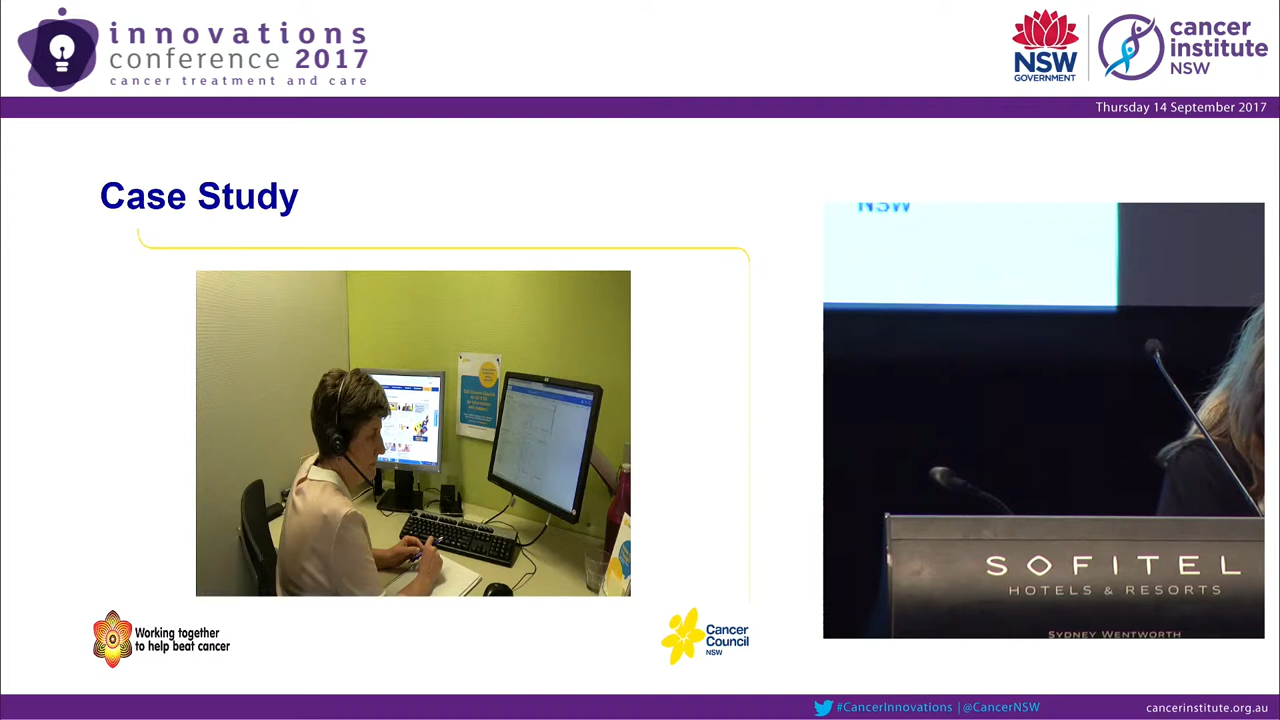 innovations
conference 2017
cancer treatment and care
NSW
GOVERNMENT
cancer
institute
NSW
Thursday 14 September 2017
Case Study
NSW
SOFITEL
HOTELS & RESORTS
SYDNEY WENTWORTH
Working together
to help beat cancer
Cancer
Council
NSW
#CancerInnovations | @CancerNSW
cancerinstitute.org.au